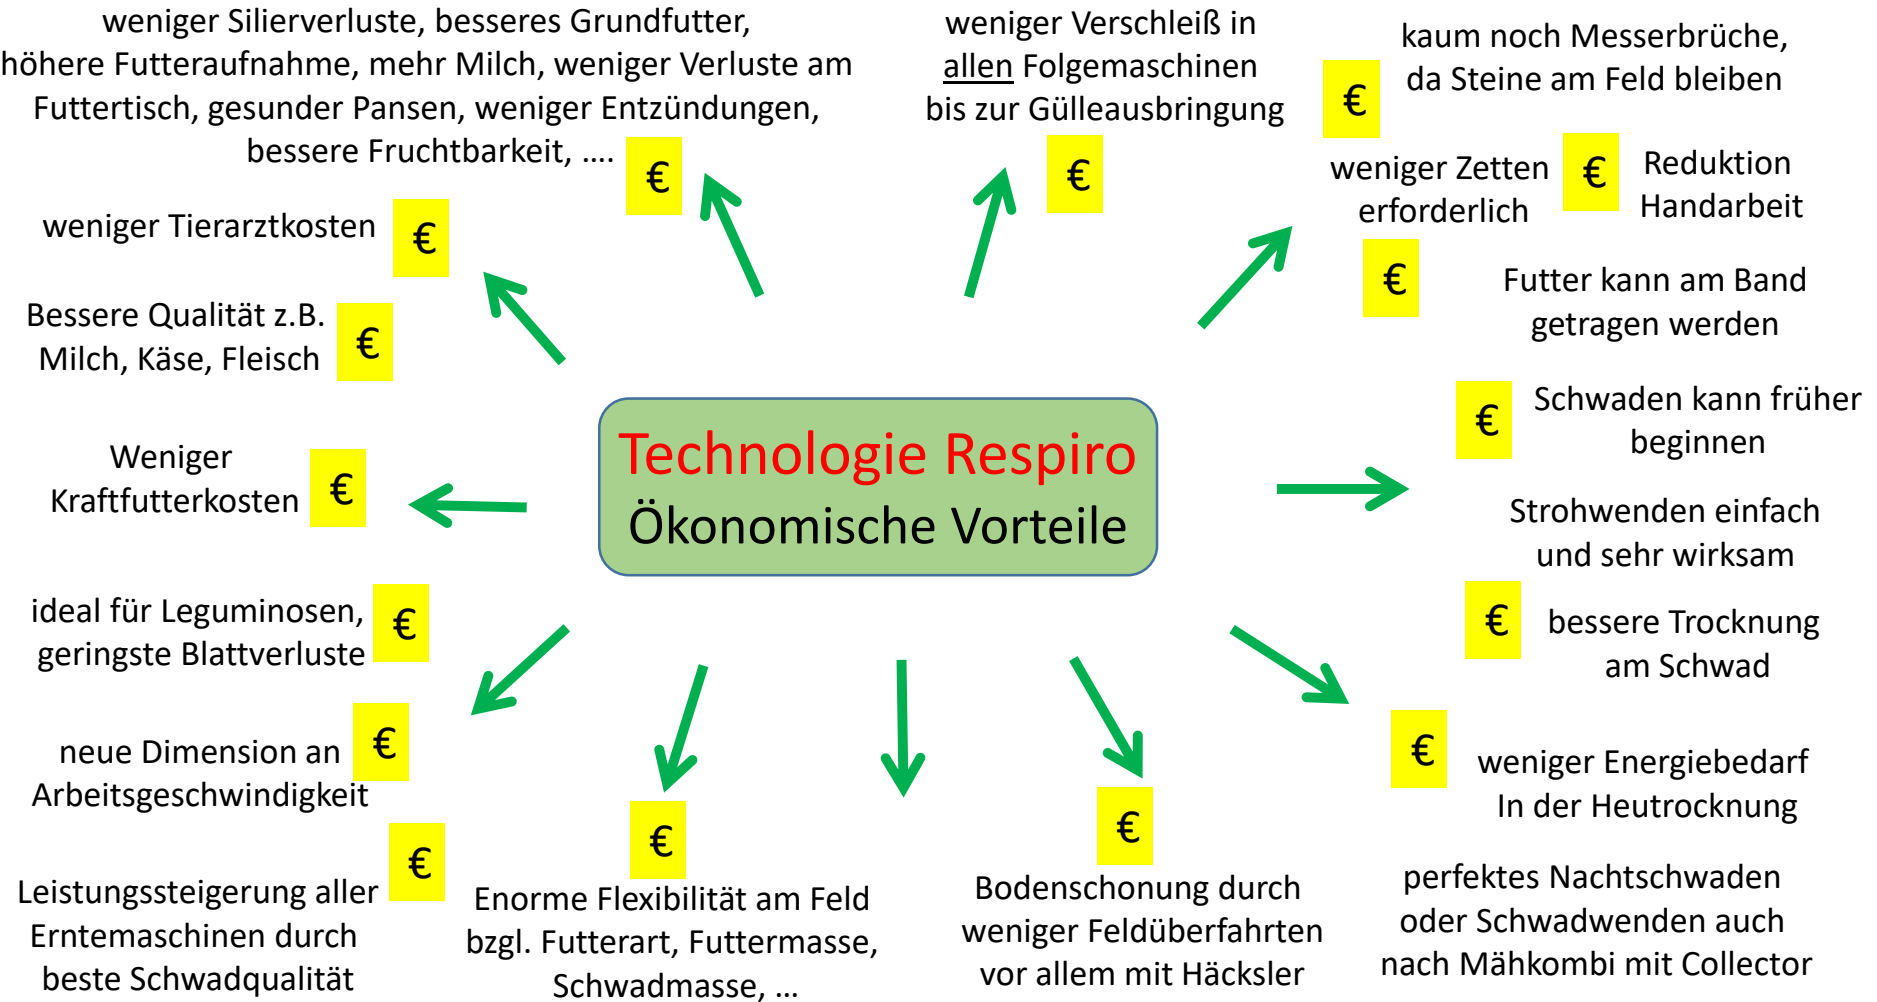 weniger Silierverluste, besseres Grundfutter,
höhere Futteraufnahme, mehr Milch, weniger Verluste am
Futtertisch, gesunder Pansen, weniger Entzündungen,
bessere Fruchtbarkeit, ....
€
weniger Verschleiß in
allen Folgemaschinen
bis zur Gülleausbringung
€
kaum noch Messerbrüche,
da Steine am Feld bleiben
€
weniger Zetten
erforderlich
€
Reduktion
Handarbeit
€
Futter kann am Band
getragen werden
€
Schwaden kann früher
beginnen
Strohwenden einfach
und sehr wirksam
€
bessere Trocknung
am Schwad
€
weniger Energiebedarf
In der Heutrocknung
perfektes Nachtschwaden
oder Schwadwenden auch
nach Mähkombi mit Collector
weniger Tierarztkosten
€
Bessere Qualität z.B.
Milch, Käse, Fleisch
€
Technologie Respiro
Ökonomische Vorteile
Weniger
Kraftfutterkosten
€
ideal für Leguminosen,
geringste Blattverluste
€
neue Dimension an
Arbeitsgeschwindigkeit
€
Leistungssteigerung aller
Erntemaschinen durch
beste Schwadqualität
€
€
Enorme Flexibilität am Feld
bzgl. Futterart, Futtermasse,
Schwadmasse, ...
€
Bodenschonung durch
weniger Feldüberfahrten
vor allem mit Häcksler